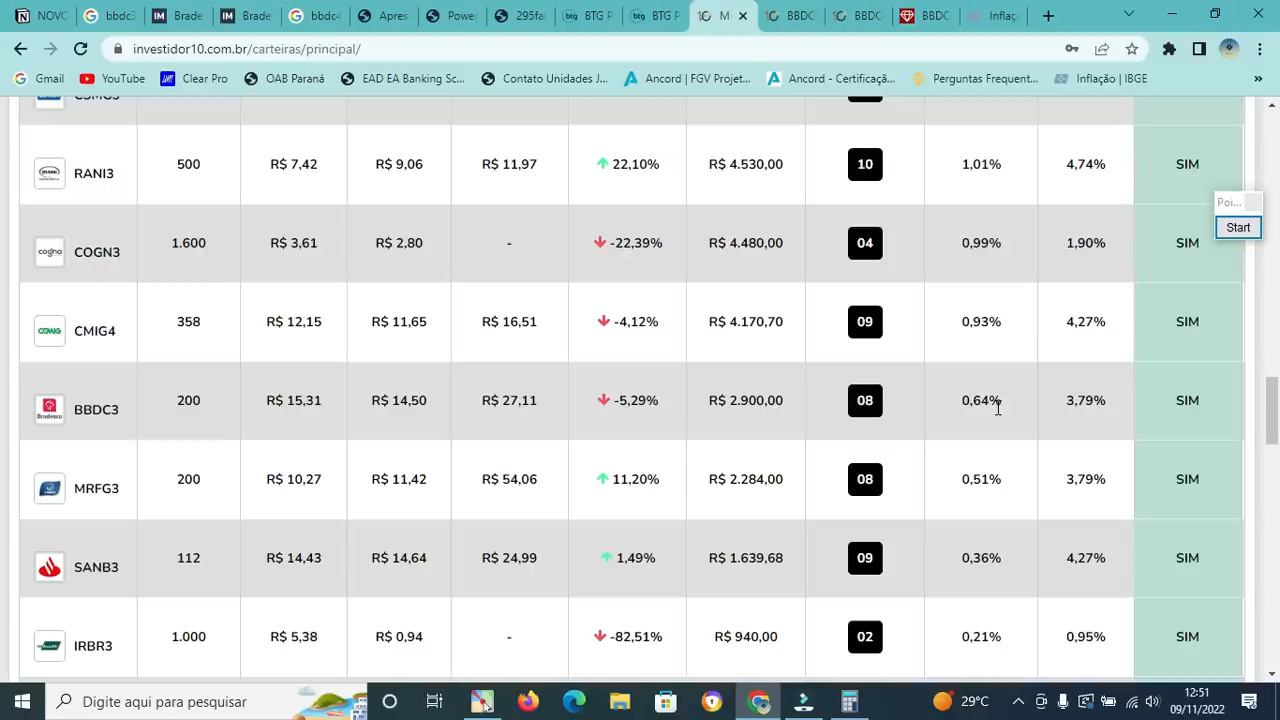 NOVC
bbdc3
Brade
Brade
bbdc4
Apres
Power
295fa
btg BTG P
btg BTG P
BBDC
BBDC
BBDC
Inflaç
investidor10.com.br/carteiras/principal/
Gmail
YouTube
Clear Pro
OAB Paraná
EAD EA Banking Sc...
Contato Unidades J...
Ancord | FGV Projet...
Ancord - Certificaçã...
Perguntas Frequent...
Inflação | IBGE
»
RANI3 500 R$ 7,42 R$ 9,06 R$ 11,97 22,10% R$ 4.530,00 10 1,01% 4,74% SIM
Poi...
Start
cogna COGN3 1.600 R$ 3,61 R$ 2,80 - -22,39% R$ 4.480,00 04 0,99% 1,90% SIM
CEMIG CMIG4 358 R$ 12,15 R$ 11,65 R$ 16,51 -4,12% R$ 4.170,70 09 0,93% 4,27% SIM
Bradesco BBDC3 200 R$ 15,31 R$ 14,50 R$ 27,11 -5,29% R$ 2.900,00 08 0,64% 3,79% SIM
MRFG3 200 R$ 10,27 R$ 11,42 R$ 54,06 11,20% R$ 2.284,00 08 0,51% 3,79% SIM
SANB3 112 R$ 14,43 R$ 14,64 R$ 24,99 1,49% R$ 1.639,68 09 0,36% 4,27% SIM
IRBR3 1.000 R$ 5,38 R$ 0,94 - -82,51% R$ 940,00 02 0,21% 0,95% SIM
Digite aqui para pesquisar
29°C
12:51
09/11/2022